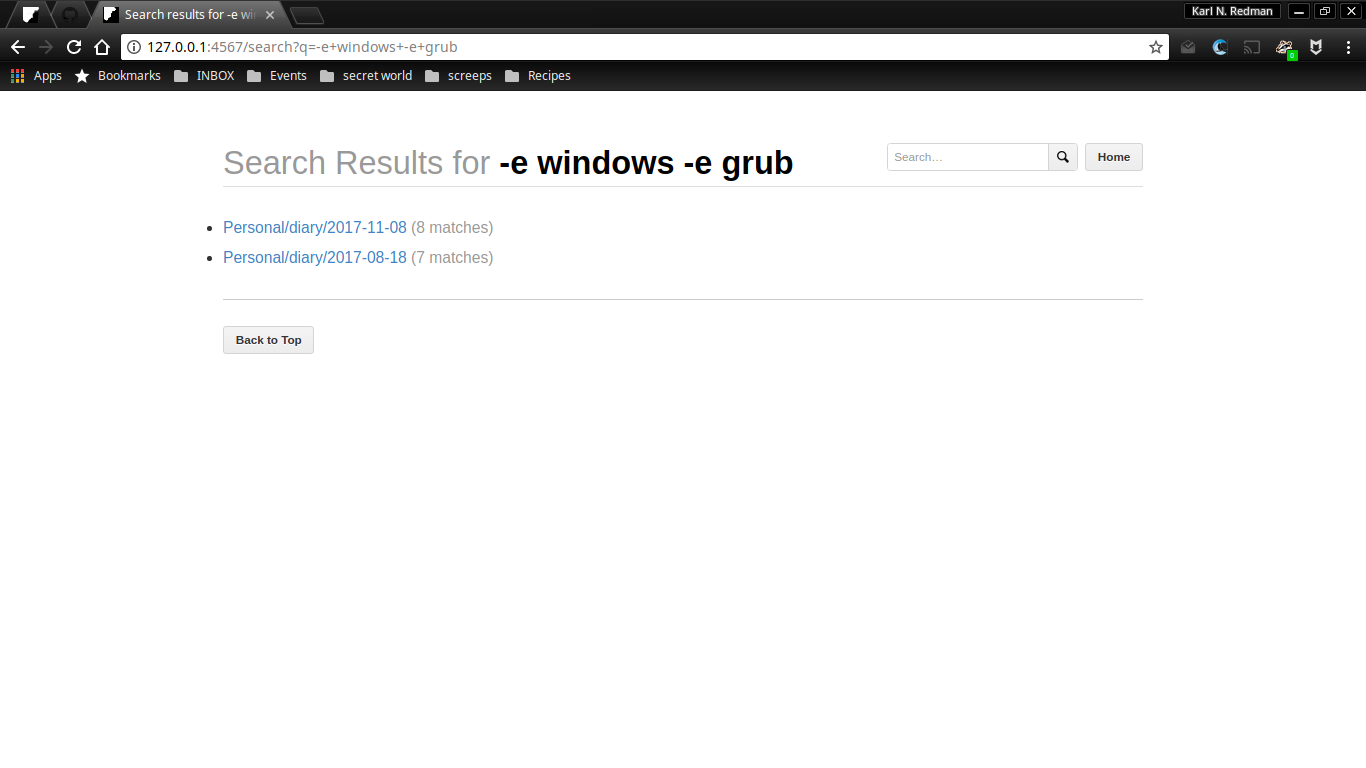 Search results for -e wi
Karl N. Redman
127.0.0.1:4567/search?q=-e+windows+-e+grub
0
Apps Bookmarks INBOX Events secret world screeps Recipes
Search Results for -e windows -e grub
Search... Home
Personal/diary/2017-11-08 (8 matches)
Personal/diary/2017-08-18 (7 matches)
Back to Top